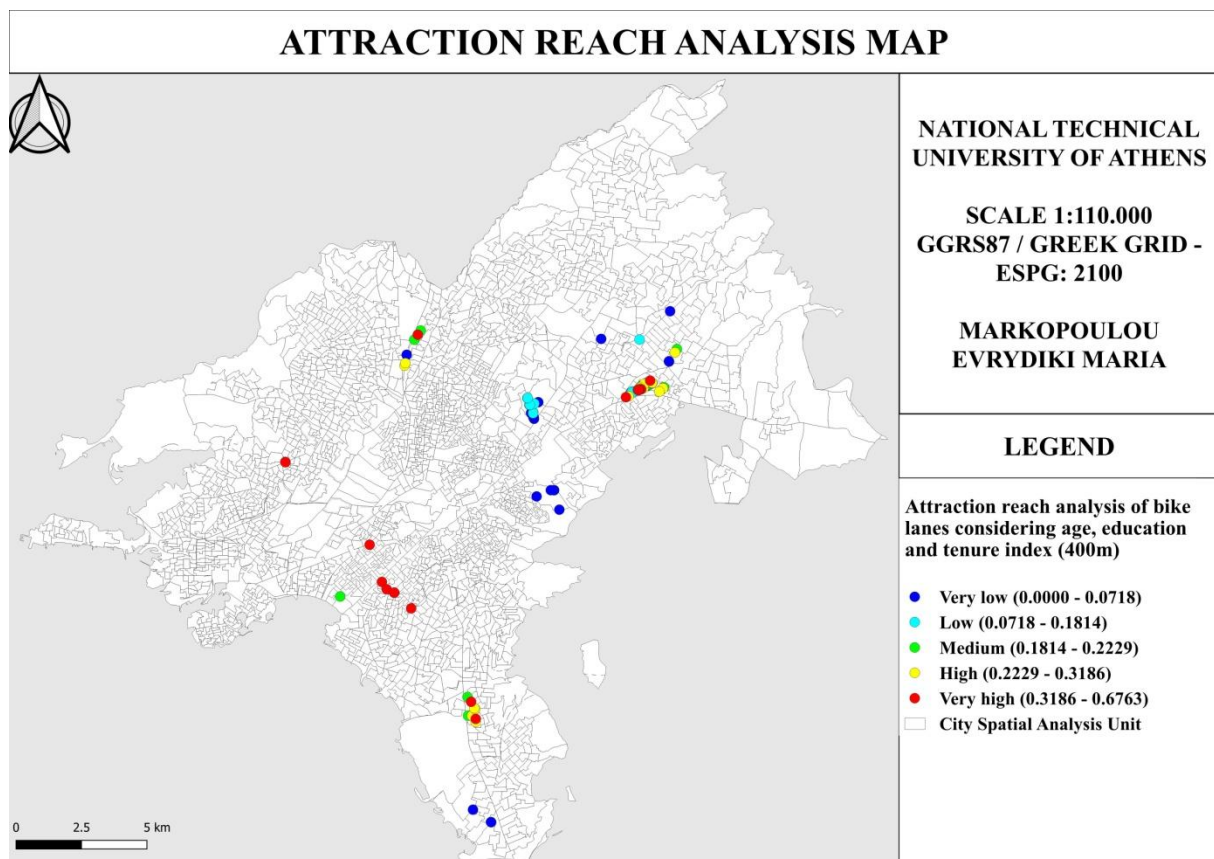 ATTRACTION REACH ANALYSIS MAP
NATIONAL TECHNICAL
UNIVERSITY OF ATHENS
SCALE 1:110.000
GGRS87 / GREEK GRID -
ESPG: 2100
MARKOPOULOU
EVRYDIKI MARIA
LEGEND
Attraction reach analysis of bike
lanes considering age, education
and tenure index (400m)
Very low (0.0000 - 0.0718)
Low (0.0718 - 0.1814)
Medium (0.1814 - 0.2229)
High (0.2229 - 0.3186)
Very high (0.3186 - 0.6763)
City Spatial Analysis Unit
0 2.5 5 km